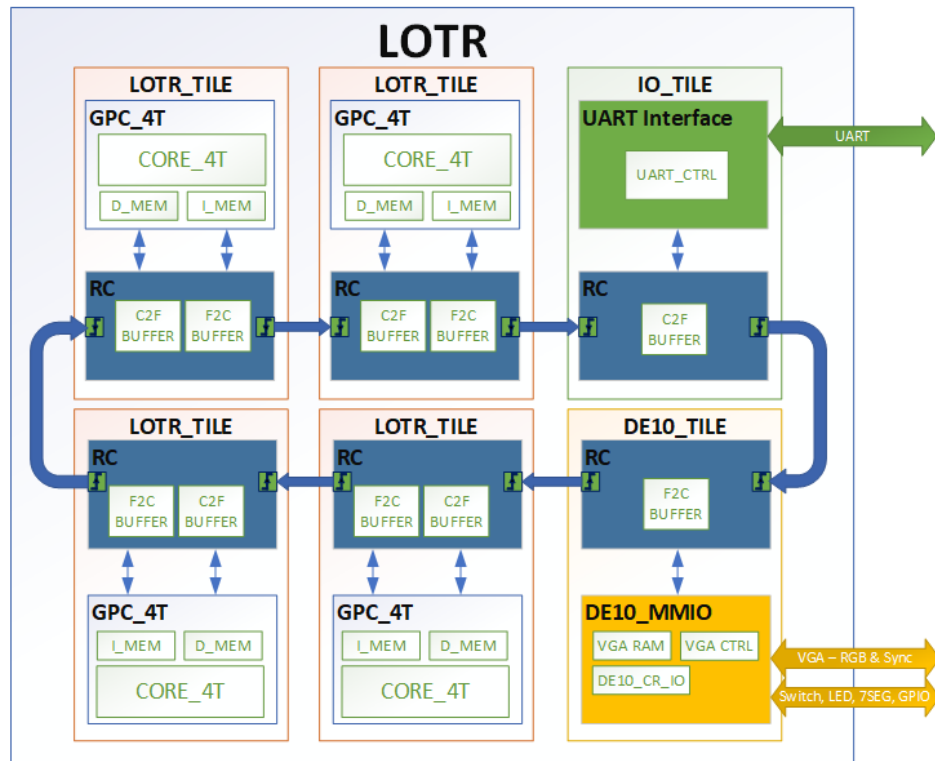 LOTR
LOTR_TILE
GPC_4T
CORE_4T
D_MEM
I_MEM
RC
C2F
BUFFER
F2C
BUFFER
LOTR_TILE
GPC_4T
CORE_4T
D_MEM
I_MEM
RC
C2F
BUFFER
F2C
BUFFER
IO_TILE
UART Interface
UART_CTRL
UART
RC
C2F
BUFFER
LOTR_TILE
RC
F2C
BUFFER
C2F
BUFFER
GPC_4T
I_MEM
D_MEM
CORE_4T
LOTR_TILE
RC
F2C
BUFFER
C2F
BUFFER
GPC_4T
I_MEM
D_MEM
CORE_4T
DE10_TILE
RC
F2C
BUFFER
DE10_MMIO
VGA RAM
VGA CTRL
DE10_CR_IO
VGA – RGB & Sync
Switch, LED, 7SEG, GPIO